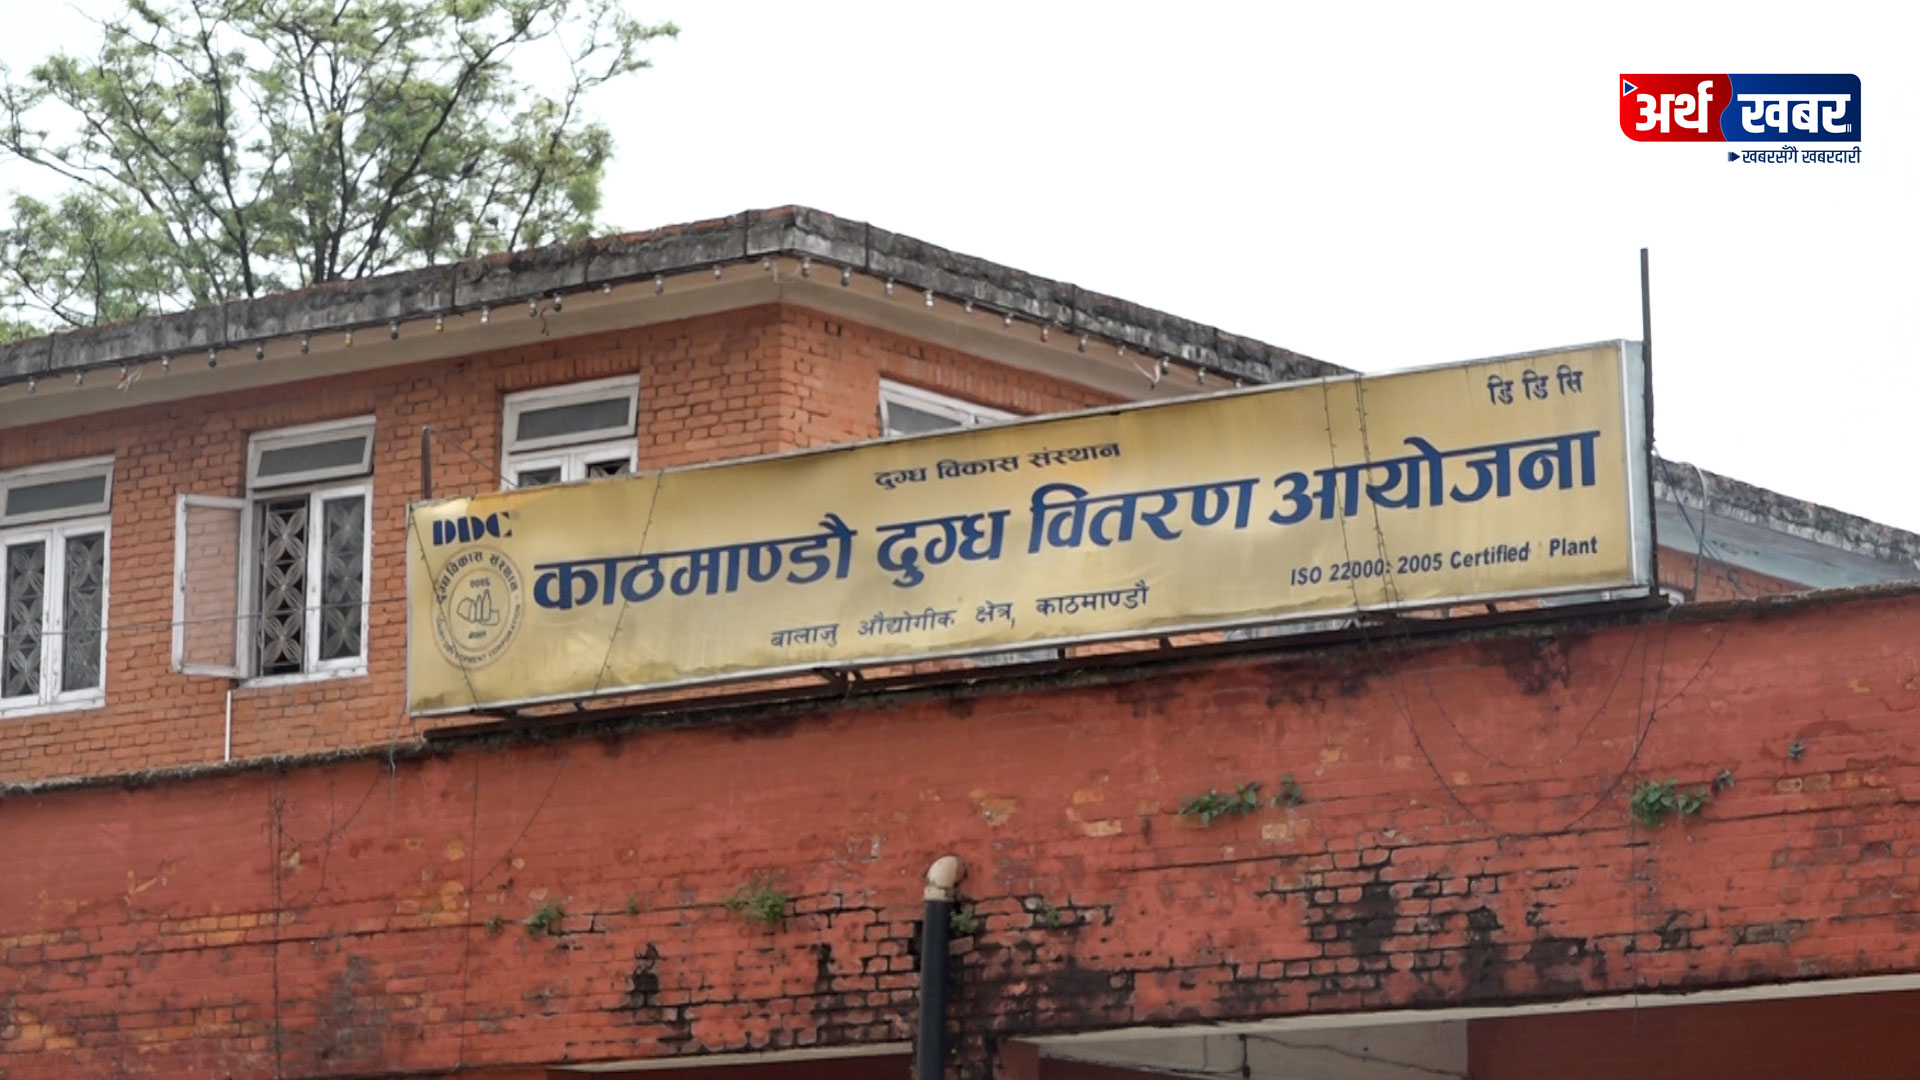 अर्थ खबर
खबरसँगै खबरदारी
डि डि सि
दुग्ध विकास संस्थान
DDC
काठमाण्डौ दुग्ध वितरण आयोजना
ISO 22000: 2005 Certified Plant
बालाजु औद्योगीक क्षेत्र, काठमाण्डौ
दुग्ध विकास संस्थान